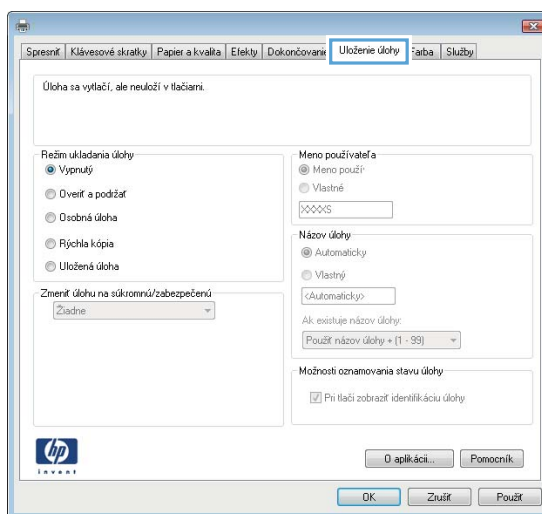 Spresniť Klávesové skratky Papier a kvalita Efekty Dokončovanie Uloženie úlohy Farba Služby
Úloha sa vytlačí, ale neuloží v tlačiarni.
Režim ukladania úlohy
Vypnutý
Overiť a podržať
Osobná úloha
Rýchla kópia
Uložená úloha
Zmeniť úlohu na súkromnú/zabezpečenú
Žiadne
Meno používateľa
Meno použí
Vlastné
XXXXS
Názov úlohy
Automaticky
Vlastný
<Automaticky>
Ak existuje názov úlohy:
Použiť názov úlohy + (1 - 99)
Možnosti oznamovania stavu úlohy
Pri tlači zobraziť identifikáciu úlohy
hp
invent
O aplikácii... Pomocník
OK Zrušiť Použiť